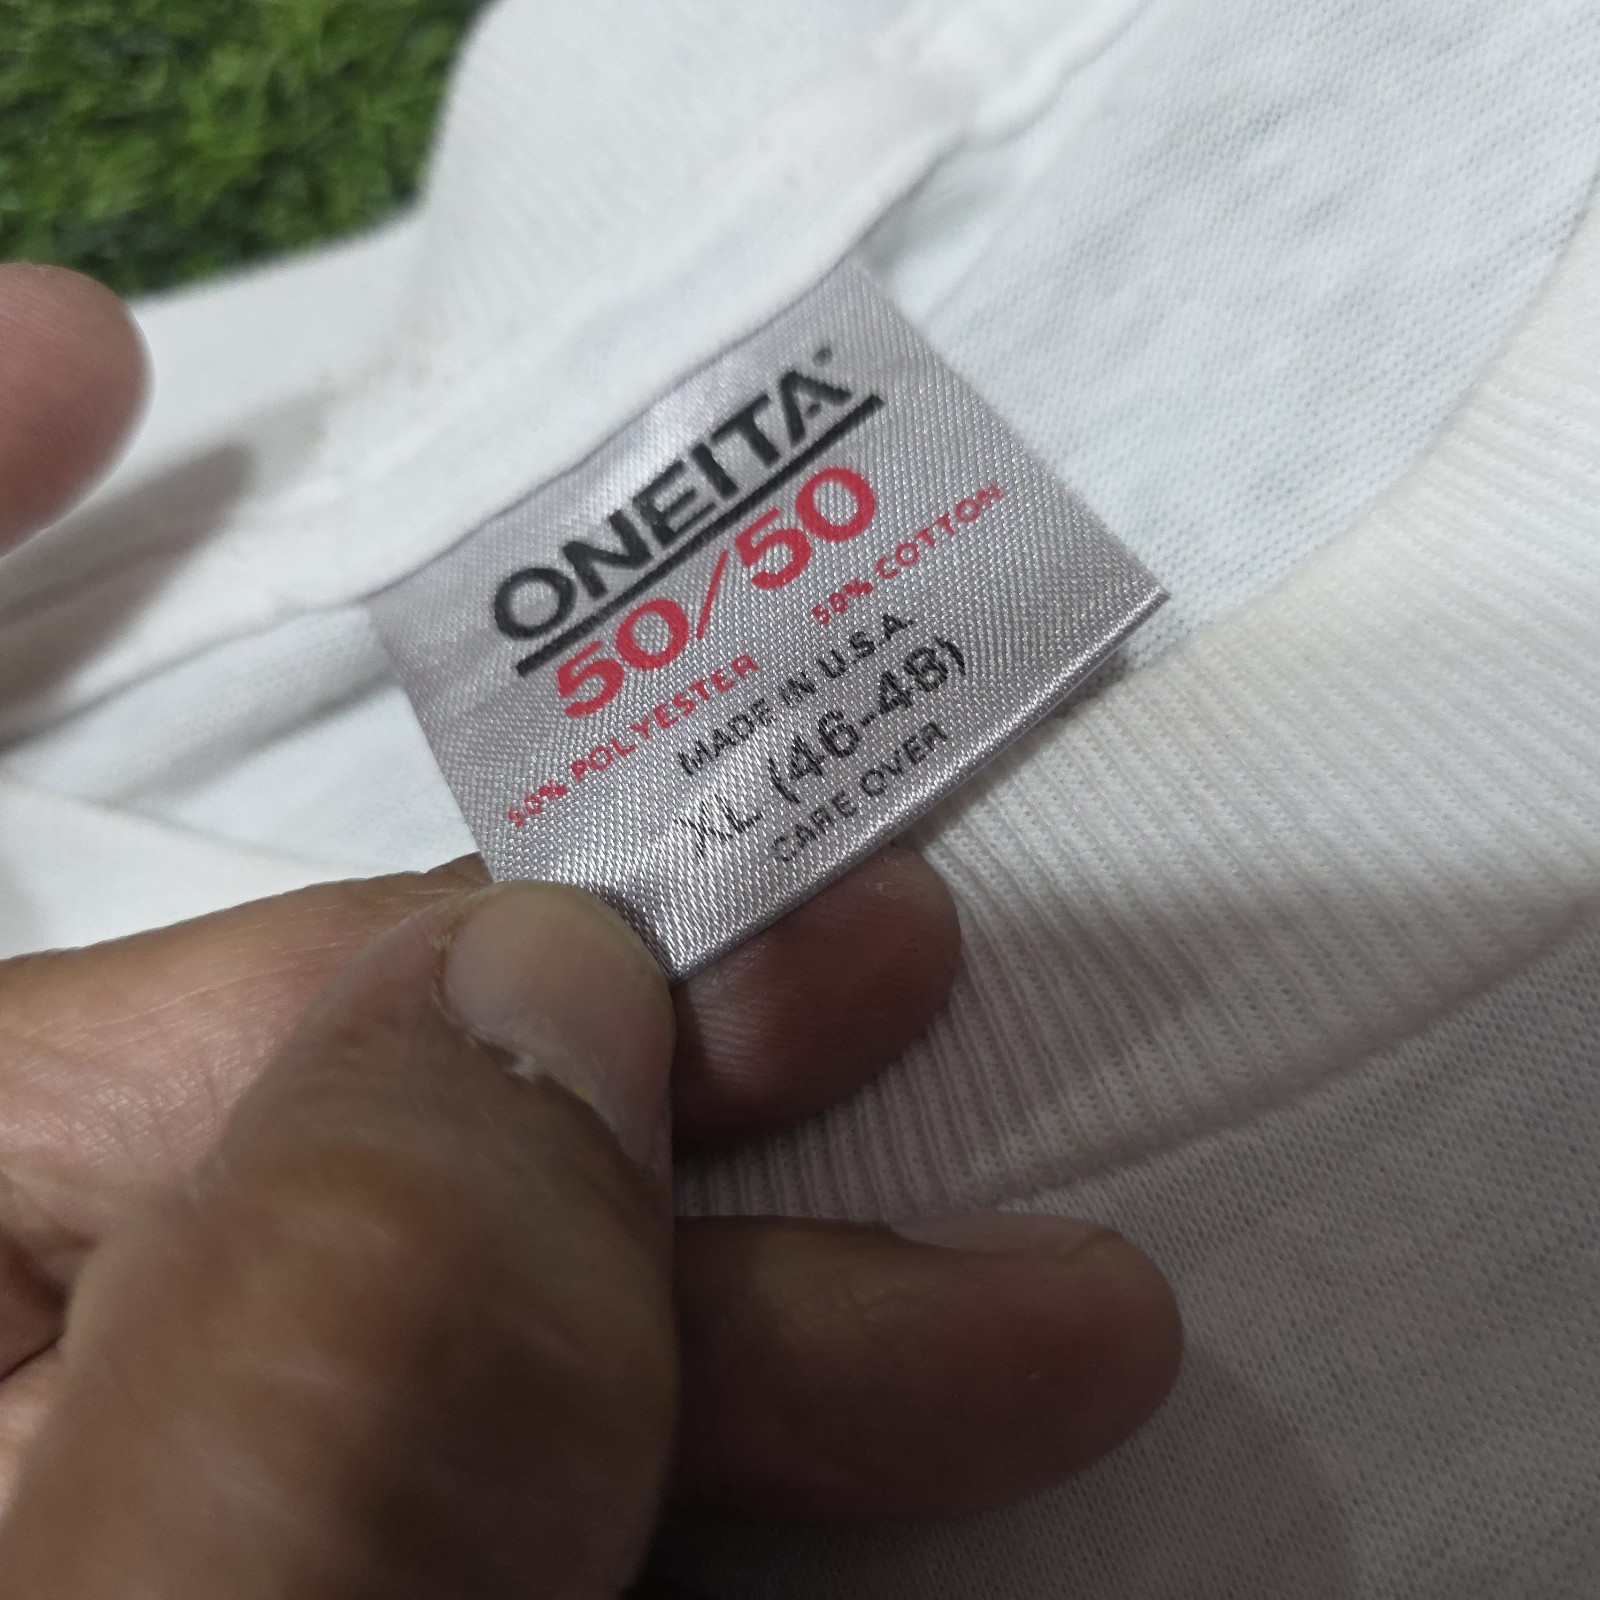 ONEITA®
50/50
50% POLYESTER 50% COTTON
MADE IN U.S.A.
XL (46-48)
CARE OVER